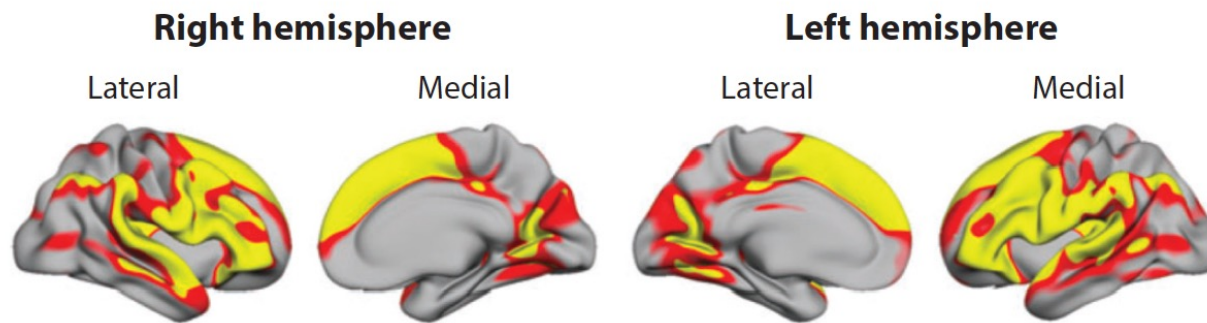 Right hemisphere
Left hemisphere
Lateral
Medial
Lateral
Medial